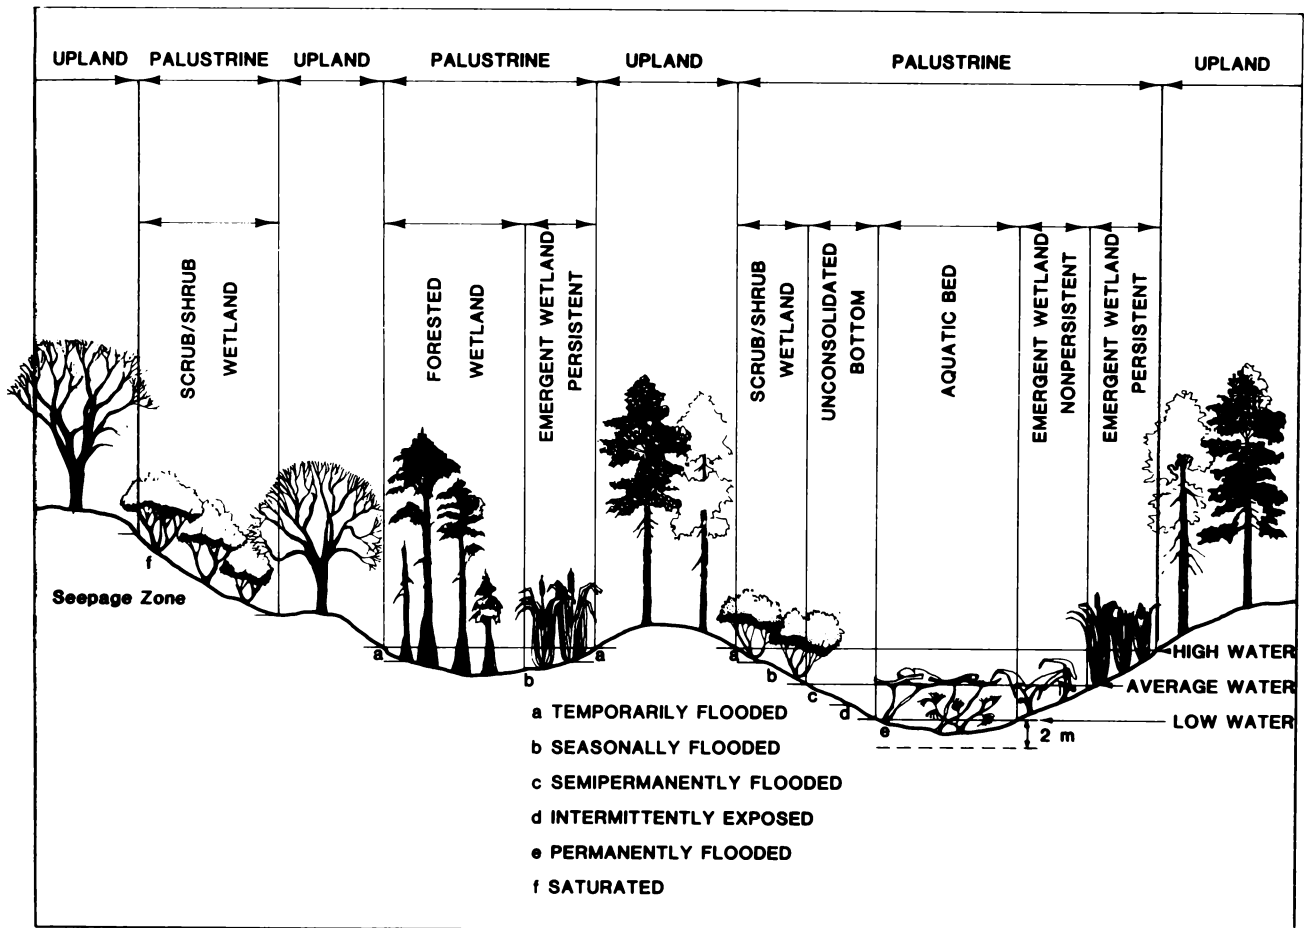 UPLAND PALUSTRINE UPLAND PALUSTRINE UPLAND PALUSTRINE UPLAND
SCRUB/SHRUB
WETLAND
FORESTED
WETLAND
EMERGENT WETLAND
PERSISTENT
SCRUB/SHRUB
WETLAND
UNCONSOLIDATED
BOTTOM
AQUATIC BED
EMERGENT WETLAND
NONPERSISTENT
EMERGENT WETLAND
PERSISTENT
f
Seepage Zone
a
b
a
a
b
c
d
e
HIGH WATER
AVERAGE WATER
LOW WATER
2 m
a TEMPORARILY FLOODED
b SEASONALLY FLOODED
c SEMIPERMANENTLY FLOODED
d INTERMITTENTLY EXPOSED
e PERMANENTLY FLOODED
f SATURATED